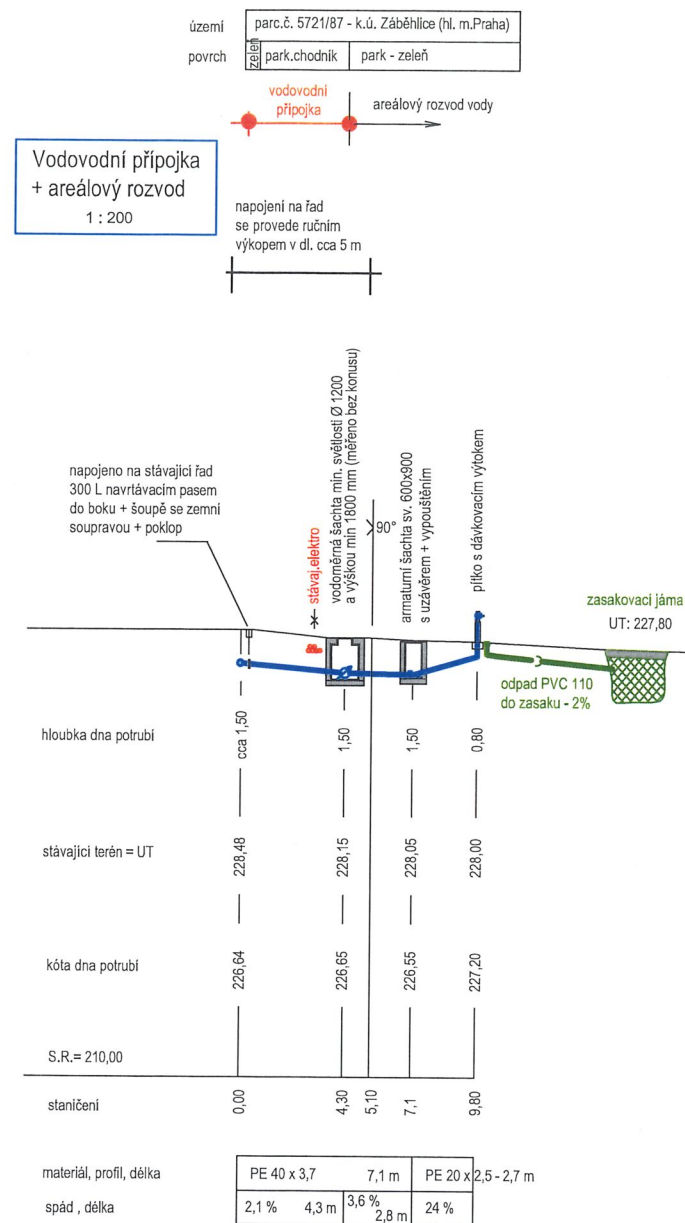 území
parc.č. 5721/87 - k.ú. Záběhlice (hl. m.Praha)
povrch
zeleň
park.chodník
park - zeleň
vodovodní
přípojka
areálový rozvod vody
Vodovodní přípojka
+ areálový rozvod
1 : 200
napojení na řad
se provede ručním
výkopem v dl. cca 5 m
napojeno na stávající řad
300 L navrtávacím pasem
do boku + šoupě se zemní
soupravou + poklop
stávaj.elektro
vodoměrná šachta min. světlosti Ø 1200
a výškou min 1800 mm (měřeno bez konusu)
90°
armaturní šachta sv. 600x900
s uzávěrem + vypouštěním
pítko s dávkovacím výtokem
zasakovací jáma
UT: 227,80
odpad PVC 110
do zasaku - 2%
hloubka dna potrubí
cca 1,50
1,50
1,50
0,80
stávající terén = UT
228,48
228,15
228,05
228,00
kóta dna potrubí
226,64
226,65
226,55
227,20
S.R.= 210,00
staničení
0,00
4,30
5,10
7,1
9,80
materiál, profil, délka
PE 40 x 3,7
7,1 m
PE 20 x 2,5 - 2,7 m
spád , délka
2,1 %
4,3 m
3,6 %
2,8 m
24 %